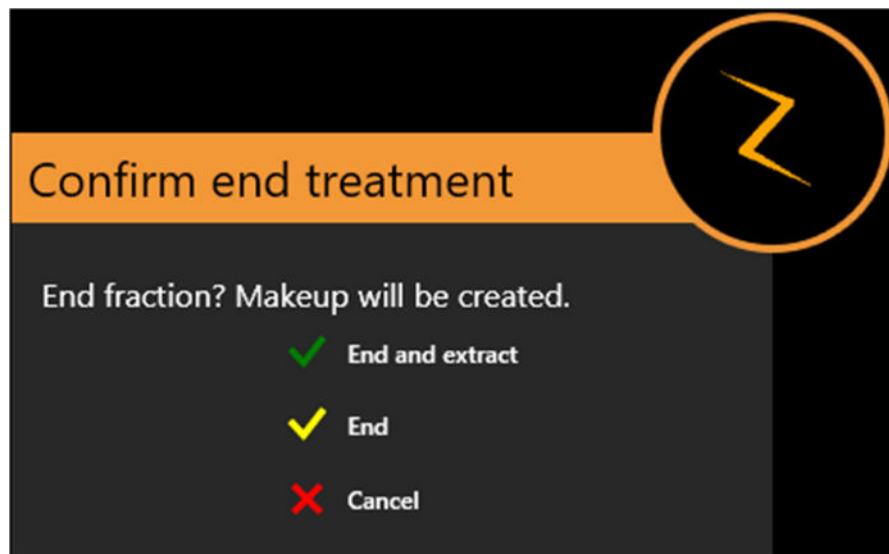 Confirm end treatment
End fraction? Makeup will be created.
End and extract
End
Cancel